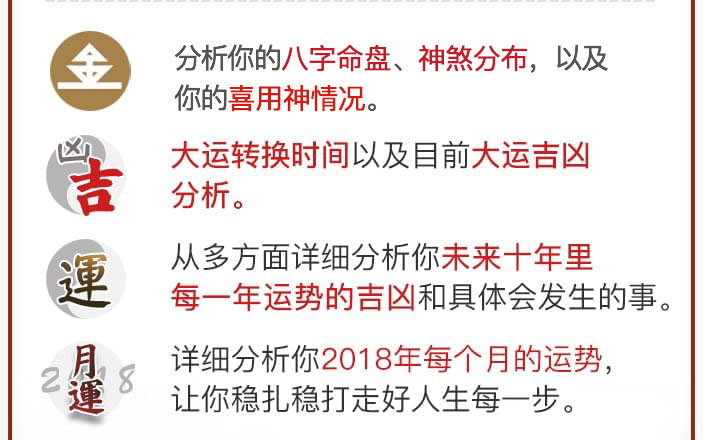 金
分析你的八字命盘、神煞分布，以及
你的喜用神情况。
凶
吉
大运转换时间以及目前大运吉凶
分析。
運
从多方面详细分析你未来十年里
每一年运势的吉凶和具体会发生的事。
2018
月
運
详细分析你2018年每个月的运势，
让你稳扎稳打走好人生每一步。